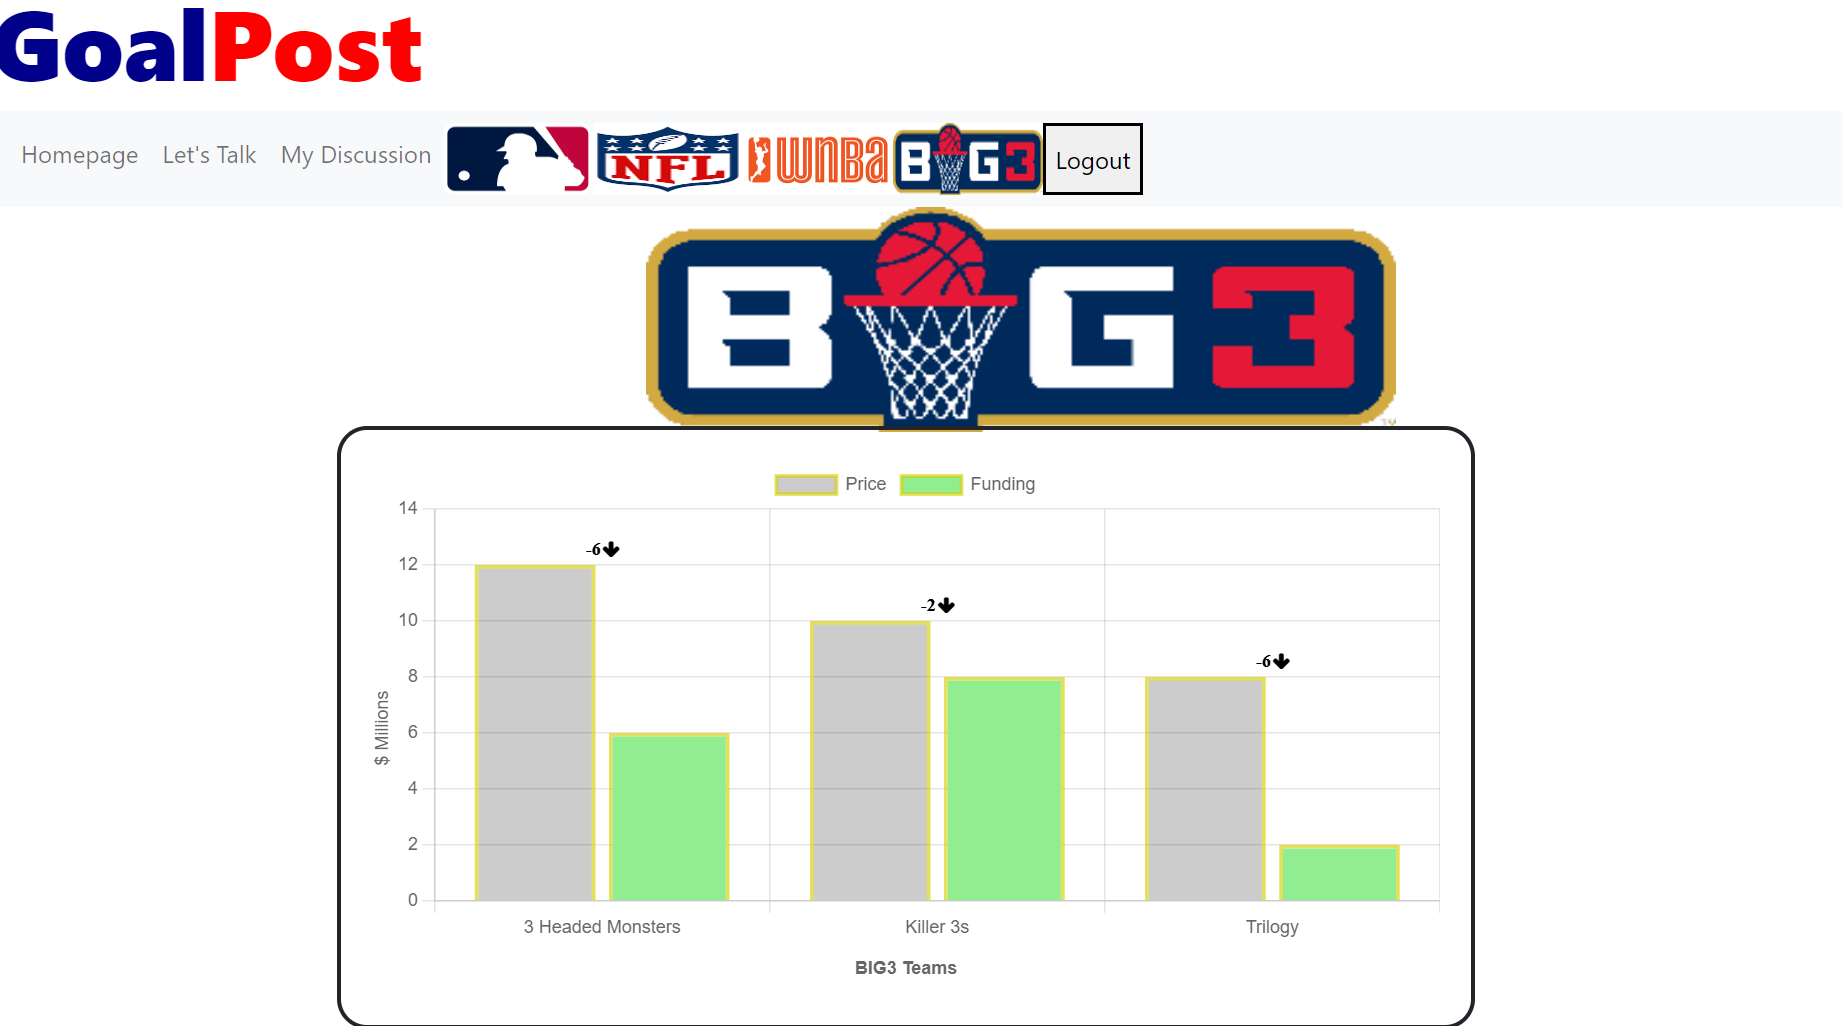 GoalPost
Homepage Let's Talk My Discussion NFL WNBA BIG3 Logout
BIG3
TM
Price Funding
14
12
10
8
6
4
2
0
$ Millions
-6
-2
-6
3 Headed Monsters Killer 3s Trilogy
BIG3 Teams